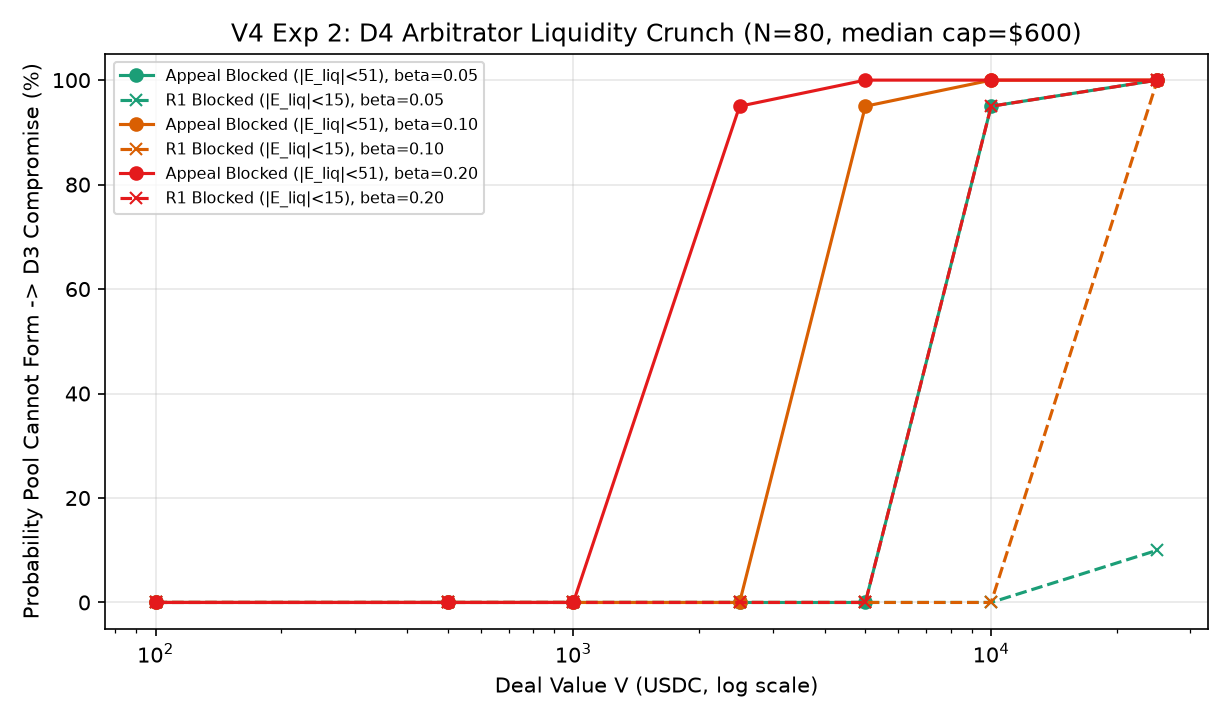 V4 Exp 2: D4 Arbitrator Liquidity Crunch (N=80, median cap=$600)
Probability Pool Cannot Form -> D3 Compromise (%)
100
80
60
40
20
0
Appeal Blocked (|E_liq|<51), beta=0.05
R1 Blocked (|E_liq|<15), beta=0.05
Appeal Blocked (|E_liq|<51), beta=0.10
R1 Blocked (|E_liq|<15), beta=0.10
Appeal Blocked (|E_liq|<51), beta=0.20
R1 Blocked (|E_liq|<15), beta=0.20
10² 10³ 10⁴
Deal Value V (USDC, log scale)